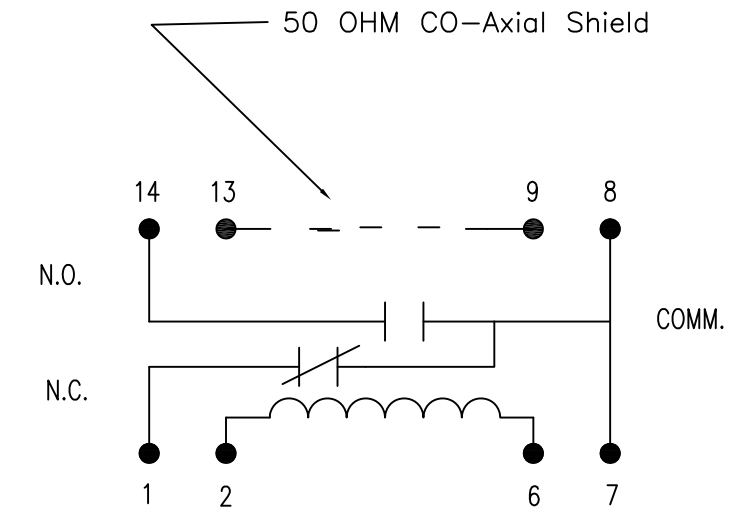 50 OHM CO-Axial Shield
14 13 9 8
N.O.
COMM.
N.C.
1 2 6 7